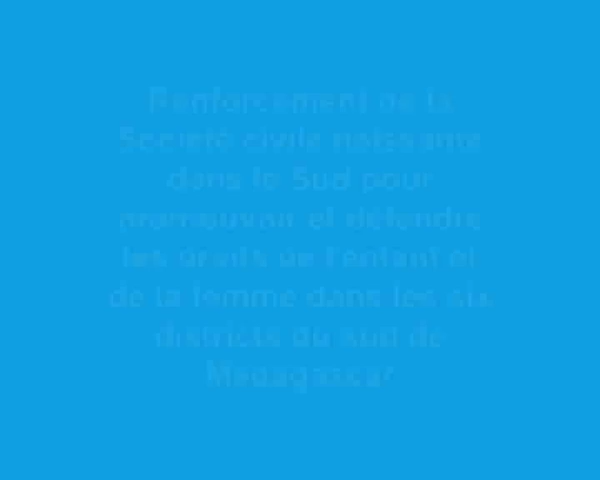 Renforcement de la
Société civile naissante
dans le Sud pour
promouvoir et défendre
les droits de l'enfant et
de la femme dans les six
districts du sud de
Madagascar